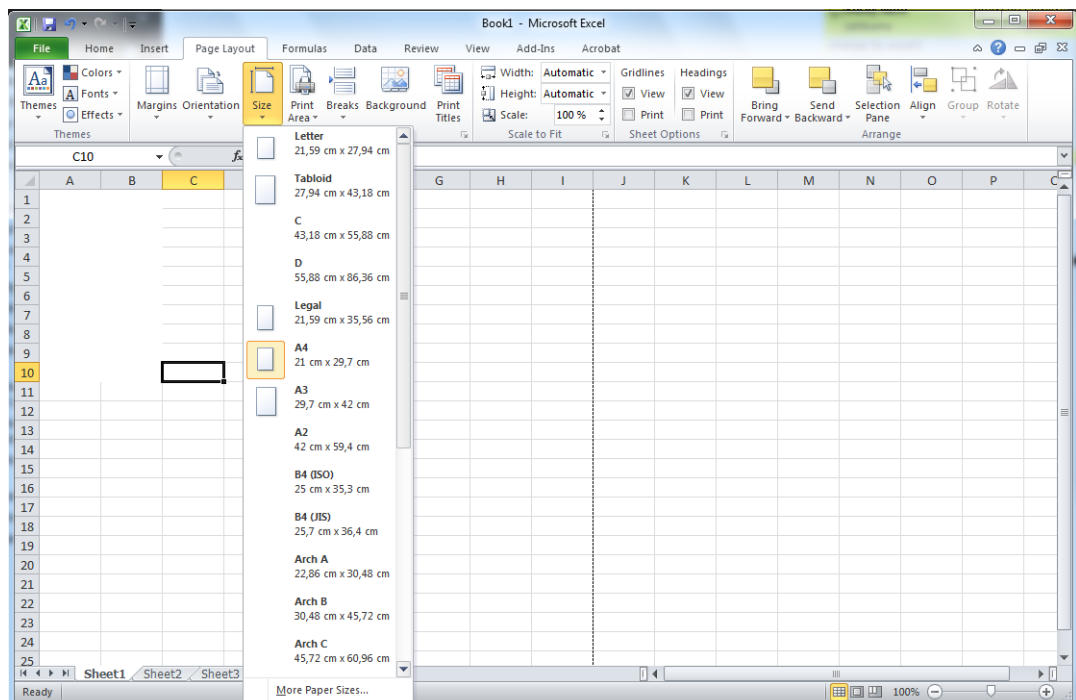 Book1 - Microsoft Excel
File Home Insert Page Layout Formulas Data Review View Add-Ins Acrobat
Colors
Fonts
Effects
Themes
Themes
Margins Orientation Size Print Area Breaks Background Print Titles
Width: Automatic
Height: Automatic
Scale: 100 %
Scale to Fit
Gridlines Headings
View View
Print Print
Sheet Options
Bring Forward Send Backward Selection Pane Align Group Rotate
Arrange
C10 fx
A B C G H I J K L M N O P
1
2
3
4
5
6
7
8
9
10
11
12
13
14
15
16
17
18
19
20
21
22
23
24
25
Letter
21,59 cm x 27,94 cm
Tabloid
27,94 cm x 43,18 cm
C
43,18 cm x 55,88 cm
D
55,88 cm x 86,36 cm
Legal
21,59 cm x 35,56 cm
A4
21 cm x 29,7 cm
A3
29,7 cm x 42 cm
A2
42 cm x 59,4 cm
B4 (ISO)
25 cm x 35,3 cm
B4 (JIS)
25,7 cm x 36,4 cm
Arch A
22,86 cm x 30,48 cm
Arch B
30,48 cm x 45,72 cm
Arch C
45,72 cm x 60,96 cm
More Paper Sizes...
Sheet1 Sheet2 Sheet3
Ready 100%